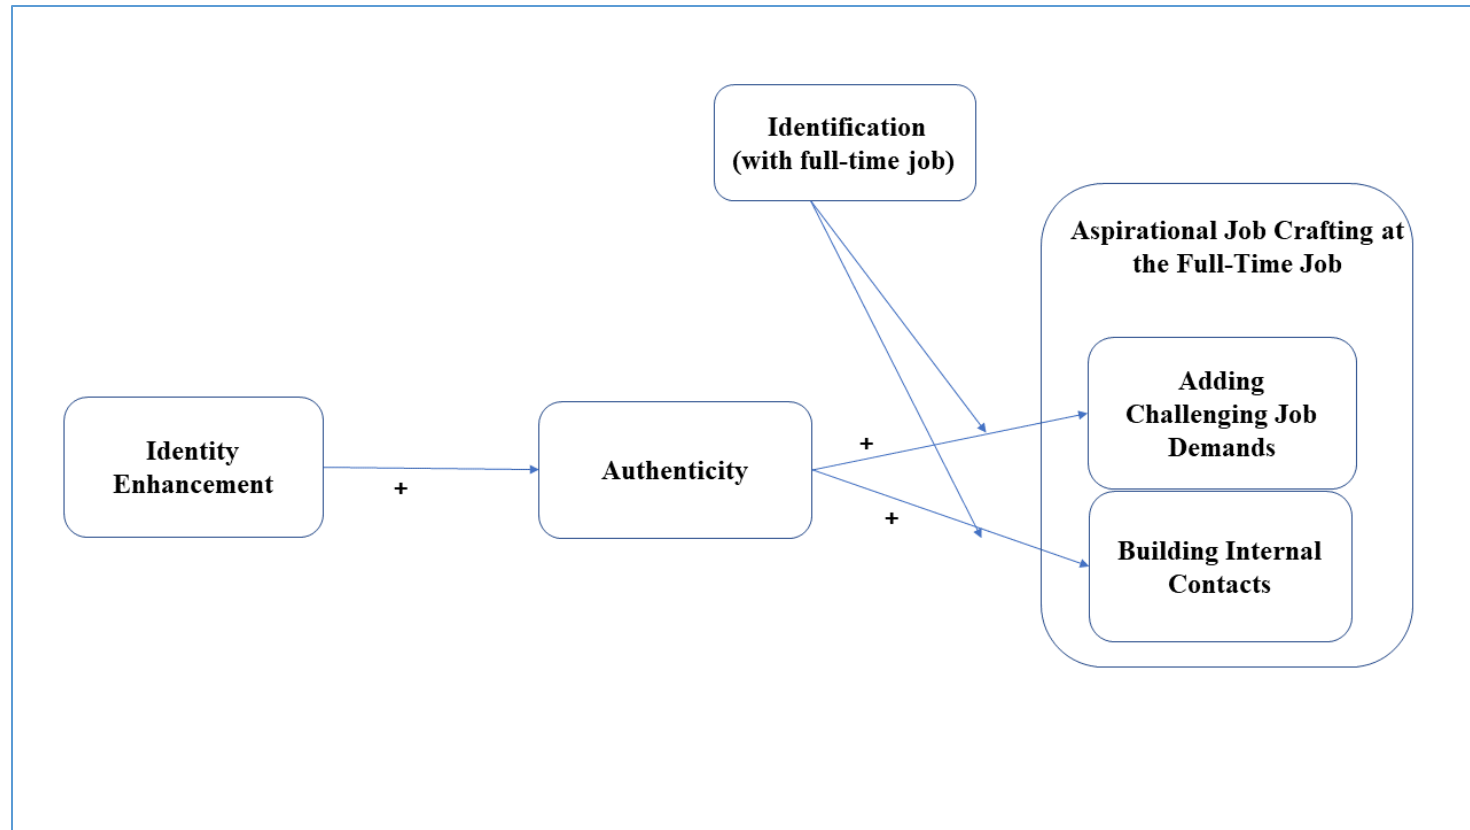 Identification
(with full-time job)
Aspirational Job Crafting at
the Full-Time Job
Adding
Challenging Job
Demands
Identity
Enhancement
+
Authenticity
+
+
Building Internal
Contacts